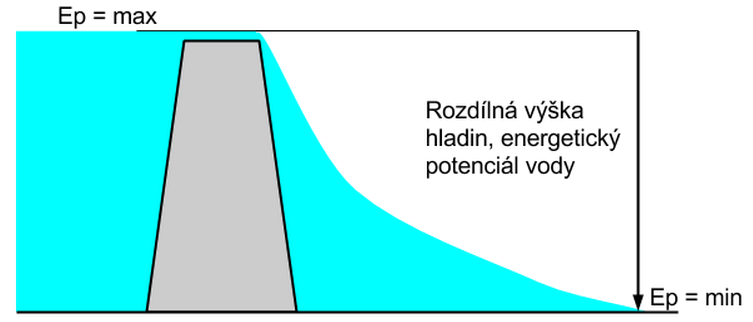 Ep = max
Rozdílná výška
hladin, energetický
potenciál vody
Ep = min